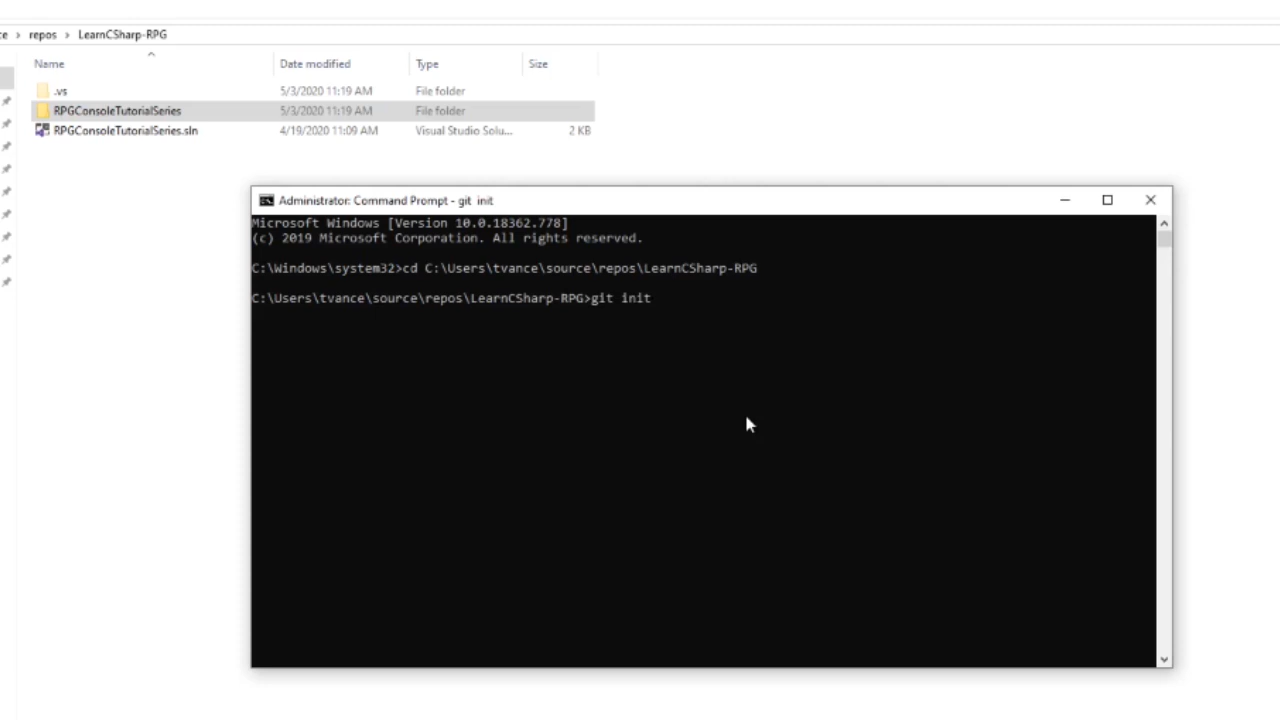 ce > repos > LearnCSharp-RPG
Name Date modified Type Size
.vs 5/3/2020 11:19 AM File folder
RPGConsoleTutorialSeries 5/3/2020 11:19 AM File folder
RPGConsoleTutorialSeries.sln 4/19/2020 11:09 AM Visual Studio Solu... 2 KB
Administrator: Command Prompt - git init
Microsoft Windows [Version 10.0.18362.778]
(c) 2019 Microsoft Corporation. All rights reserved.
C:\Windows\system32>cd C:\Users\tvance\source\repos\LearnCSharp-RPG
C:\Users\tvance\source\repos\LearnCSharp-RPG>git init